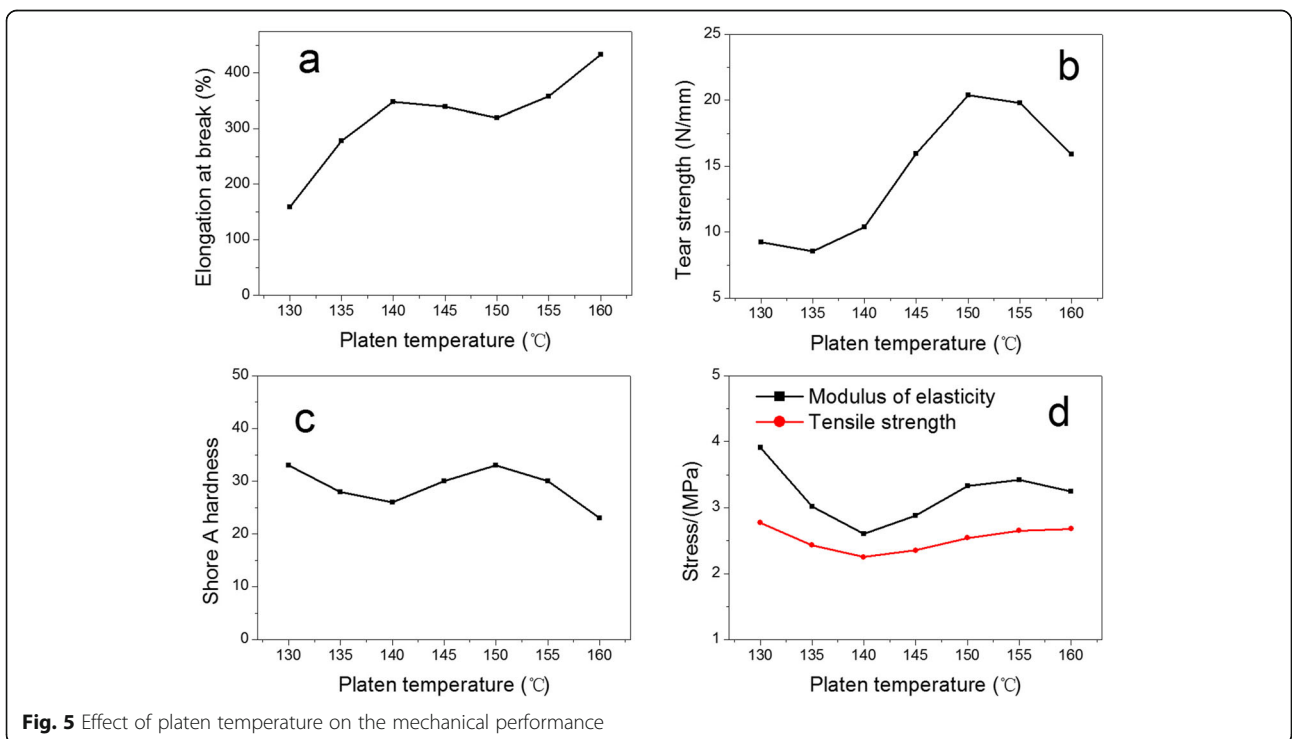 a
Elongation at break (%)
400
300
200
100
0
130 135 140 145 150 155 160
Platen temperature (℃)
b
Tear strength (N/mm)
25
20
15
10
5
130 135 140 145 150 155 160
Platen temperature (℃)
c
Shore A hardness
50
40
30
20
10
0
130 135 140 145 150 155 160
Platen temperature (℃)
d
Modulus of elasticity
Tensile strength
Stress/(MPa)
5
4
3
2
1
130 135 140 145 150 155 160
Platen temperature (℃)
Fig. 5 Effect of platen temperature on the mechanical performance